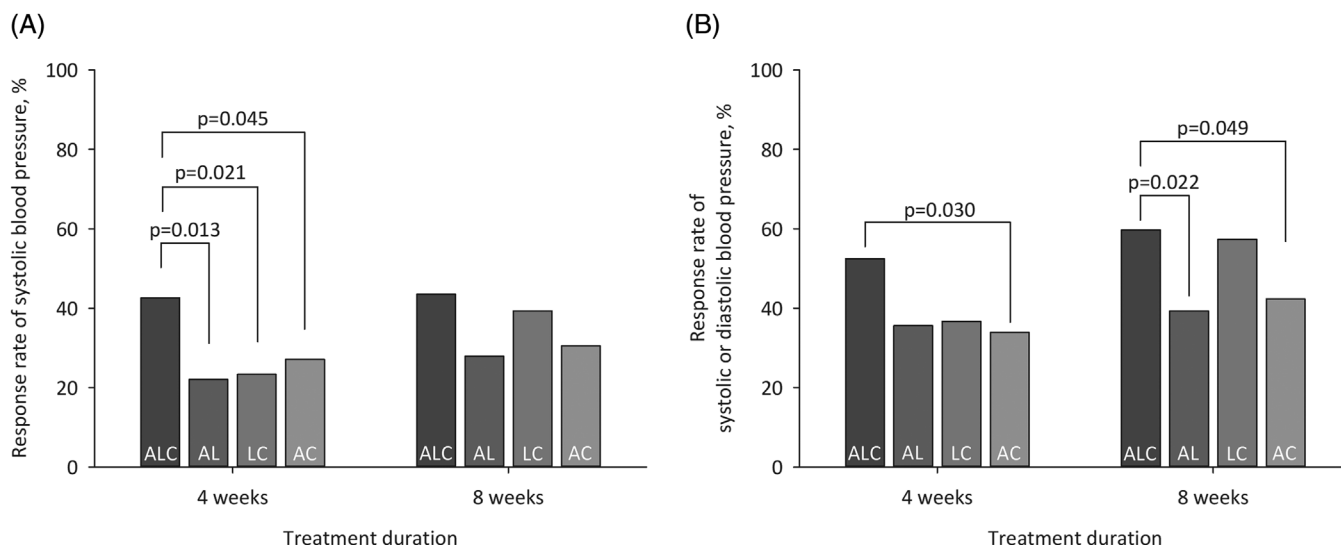 (A)
Response rate of systolic blood pressure, %
100
80
60
40
20
0
p=0.045
p=0.021
p=0.013
ALC AL LC AC
ALC AL LC AC
4 weeks 8 weeks
Treatment duration
(B)
Response rate of
systolic or diastolic blood pressure, %
100
80
60
40
20
0
p=0.049
p=0.022
p=0.030
ALC AL LC AC
ALC AL LC AC
4 weeks 8 weeks
Treatment duration